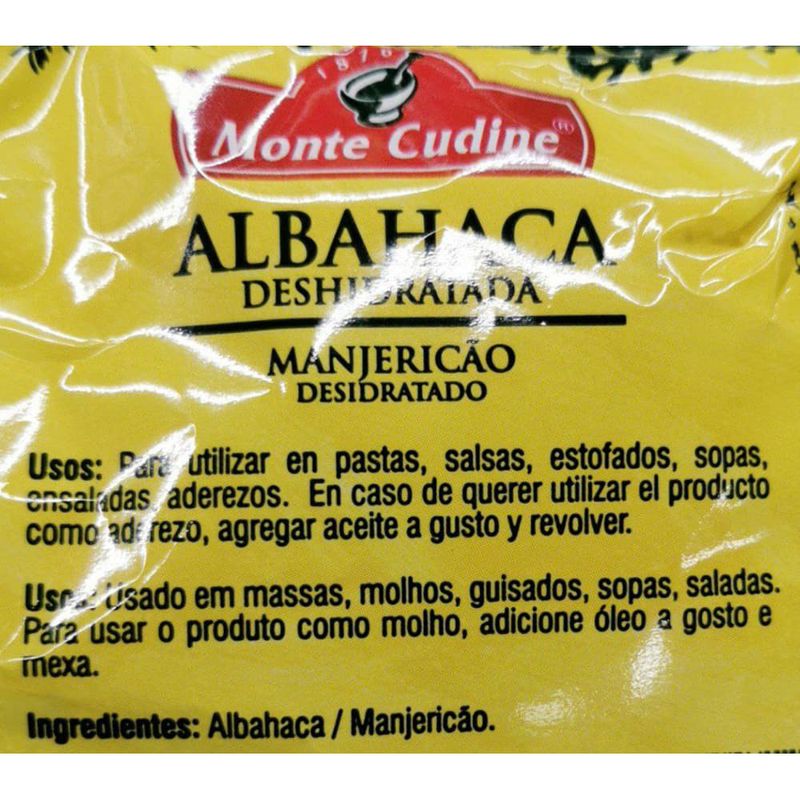 1876
Monte Cudine®
ALBAHACA
DESHIDRATADA
MANJERICÃO
DESIDRATADO
Usos: Para utilizar en pastas, salsas, estofados, sopas,
ensaladas, aderezos. En caso de querer utilizar el producto
como aderezo, agregar aceite a gusto y revolver.
Usos: Usado em massas, molhos, guisados, sopas, saladas.
Para usar o produto como molho, adicione óleo a gosto e
mexa.
Ingredientes: Albahaca / Manjericão.